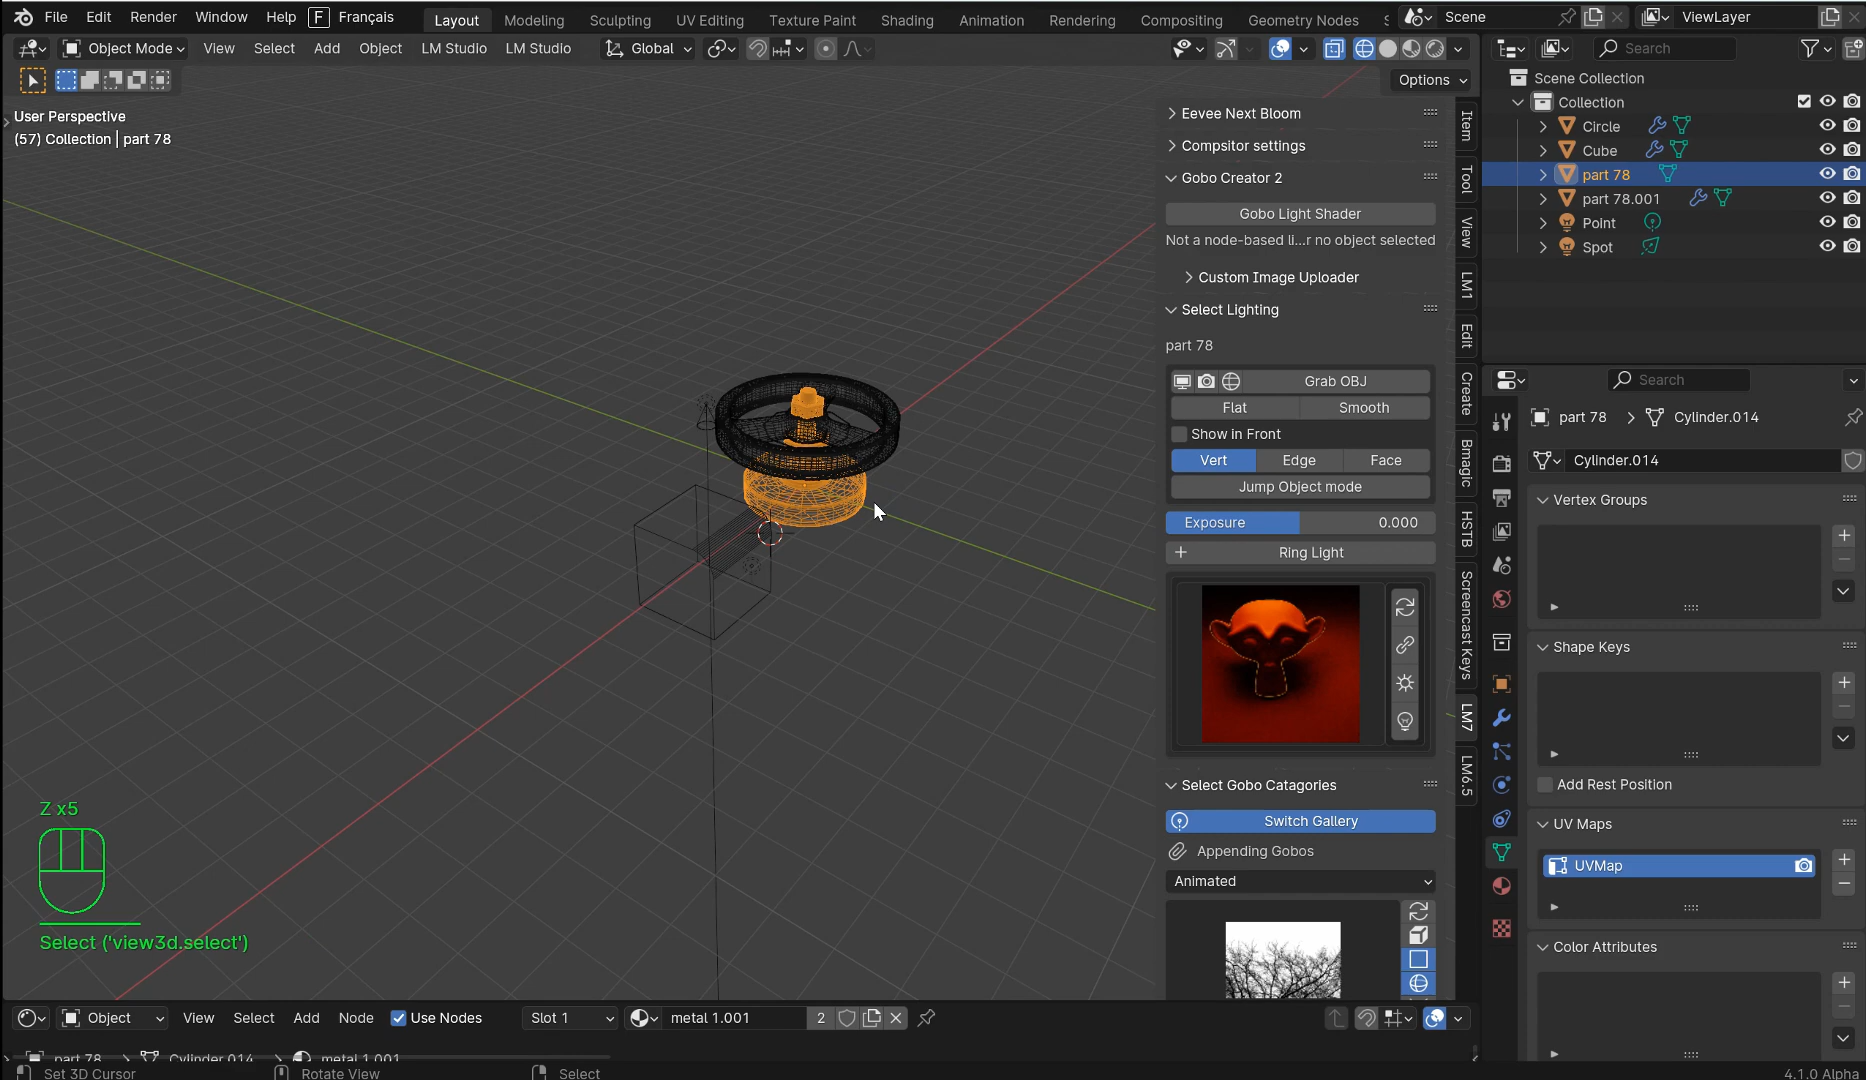 File Edit Render Window Help F Français Layout Modeling Sculpting UV Editing Texture Paint Shading Animation Rendering Compositing Geometry Nodes Scene ViewLayer
Object Mode View Select Add Object LM Studio LM Studio Global Search
Options
User Perspective
(57) Collection | part 78
Scene Collection
Collection
Circle
Cube
part 78
part 78.001
Point
Spot
Eevee Next Bloom
Compsitor settings
Gobo Creator 2
Gobo Light Shader
Not a node-based li...r no object selected
Custom Image Uploader
Select Lighting
part 78
Grab OBJ
Flat Smooth
Show in Front
Vert Edge Face
Jump Object mode
Exposure 0.000
Ring Light
Select Gobo Catagories
Switch Gallery
Appending Gobos
Animated
Item
Tool
View
LM1
Edit
Create
Bmagic
HSTB
Screencast Keys
LM7
LM6.5
Search
part 78 > Cylinder.014
Cylinder.014
Vertex Groups
Shape Keys
Add Rest Position
UV Maps
UVMap
Color Attributes
Z x5
Select ('view3d.select')
Object View Select Add Node Use Nodes Slot 1 metal 1.001 2
part 78 > Cylinder.014 > metal 1.001
Set 3D Cursor Rotate View Select 4.1.0 Alpha